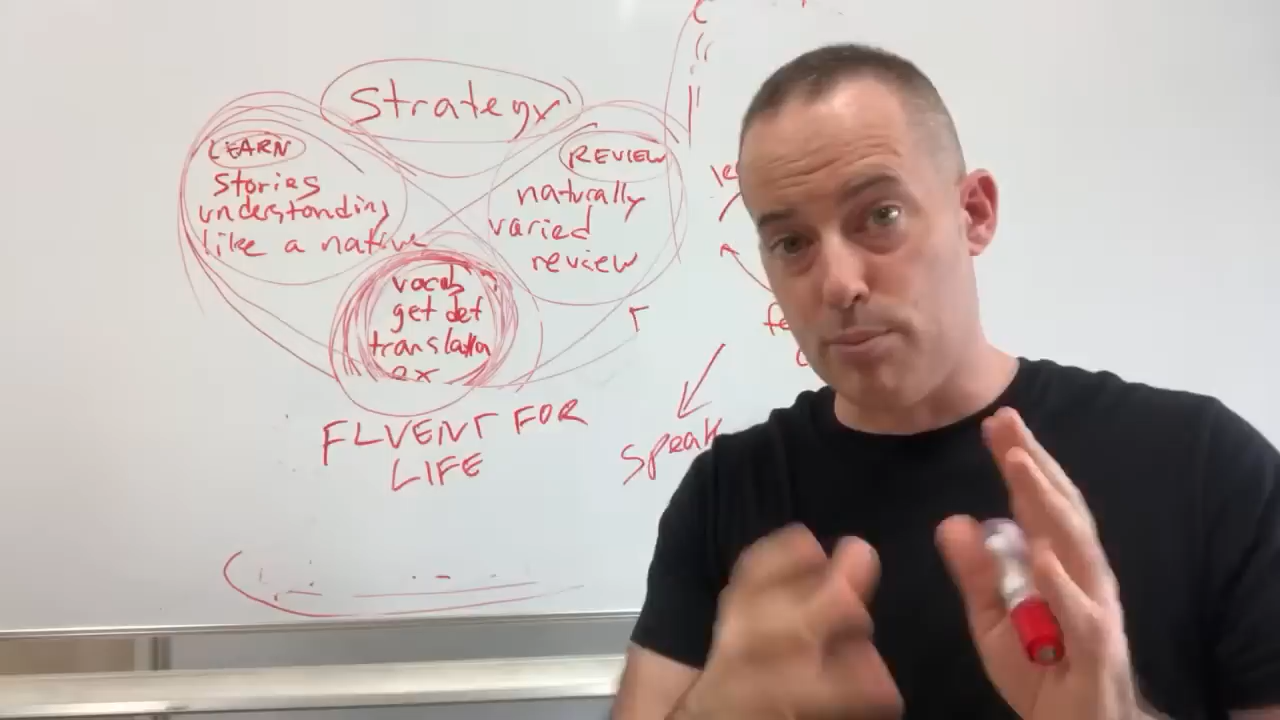 Strategy
LEARN
stories
understanding
like a native
REVIEW
naturally
varied
review
vocab
get def
translation
ex
FLUENT FOR
LIFE
speak